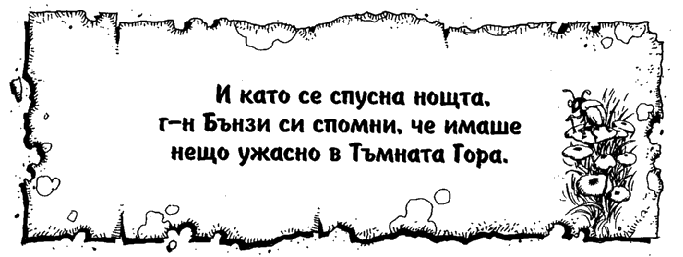 И като се спусна нощта,
г-н Бънзи си спомни, че имаше
нещо ужасно в Тъмната Гора.